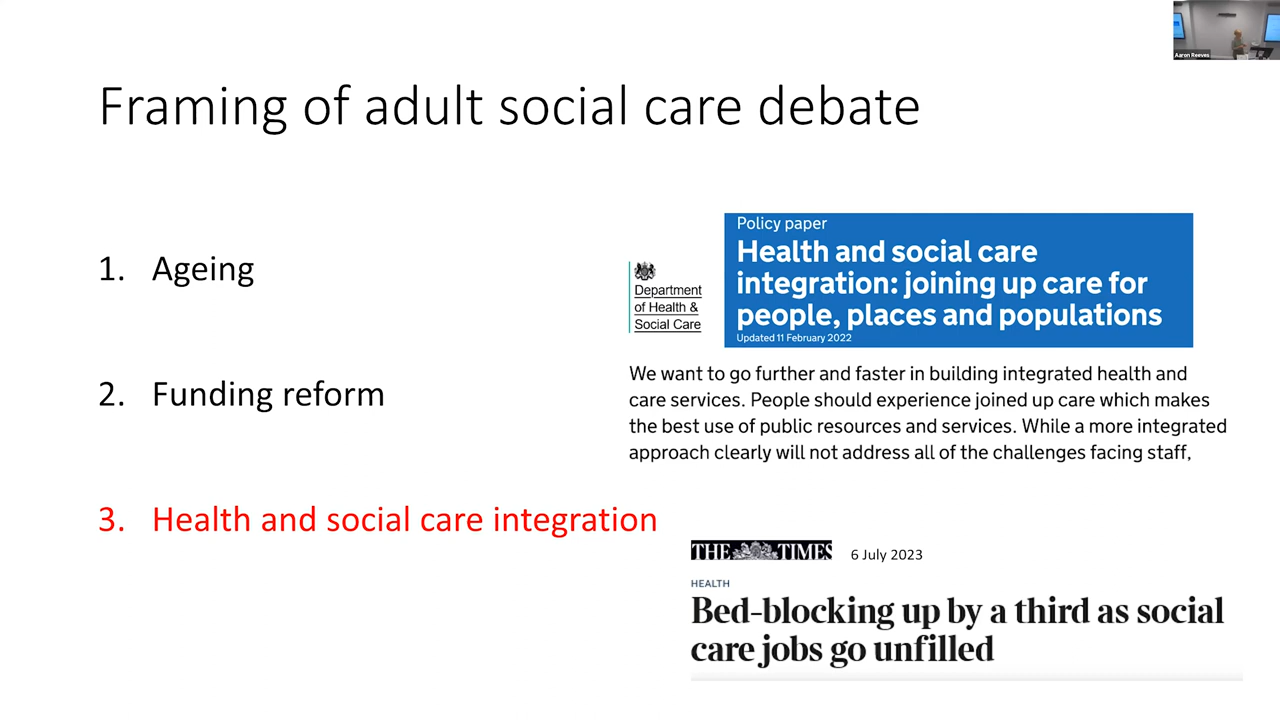 Aaron Reeves
Framing of adult social care debate
1. Ageing
2. Funding reform
3. Health and social care integration
Department
of Health &
Social Care
Policy paper
Health and social care
integration: joining up care for
people, places and populations
Updated 11 February 2022
We want to go further and faster in building integrated health and
care services. People should experience joined up care which makes
the best use of public resources and services. While a more integrated
approach clearly will not address all of the challenges facing staff,
THE TIMES
6 July 2023
HEALTH
Bed-blocking up by a third as social
care jobs go unfilled